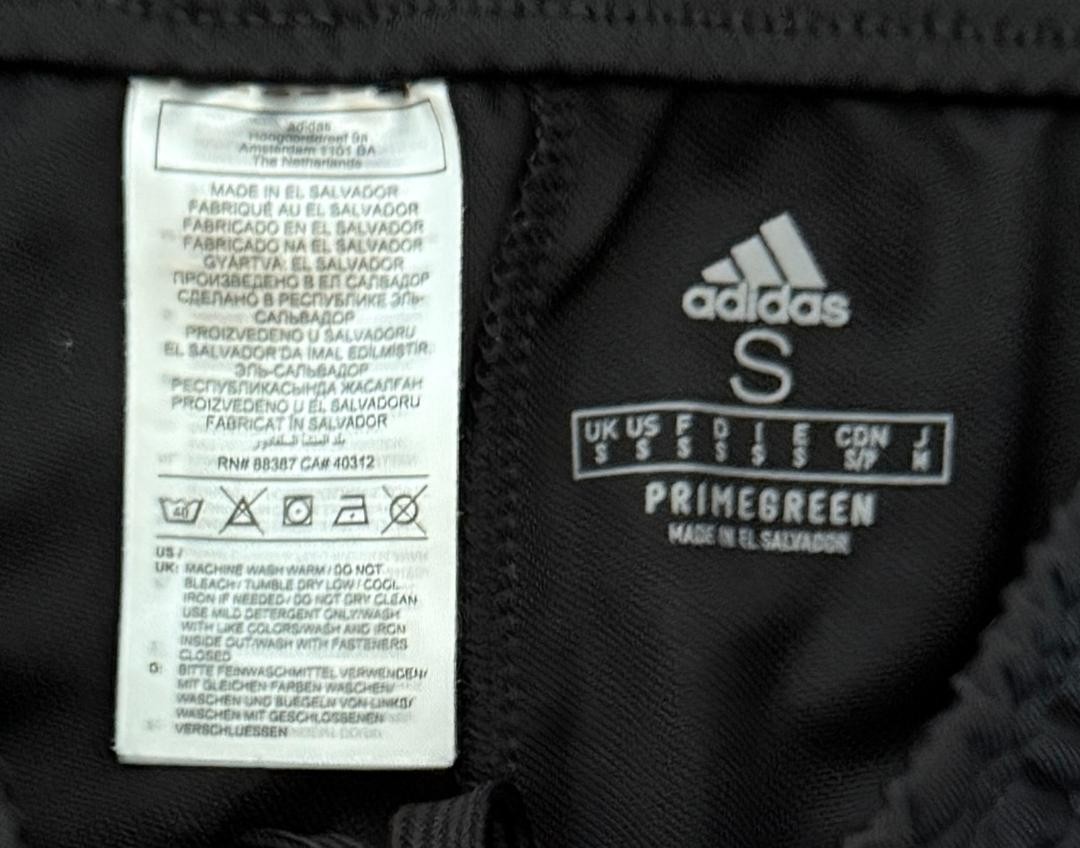 adidas
Hoogoorddreef 9a
Amsterdam 1101 BA
The Netherlands
MADE IN EL SALVADOR
FABRIQUÉ AU EL SALVADOR
FABRICADO EN EL SALVADOR
FABRICADO NA EL SALVADOR
GYÁRTVA: EL SALVADOR
ПРОИЗВЕДЕНО В ЕЛ САЛВАДОР
СДЕЛАНО В РЕСПУБЛИКЕ ЭЛЬ-
САЛЬВАДОР
PROIZVEDENO U SALVADORU
EL SALVADOR'DA İMAL EDİLMİŞTİR.
ЭЛЬ-САЛЬВАДОР
РЕСПУБЛИКАСЫНДА ЖАСАЛҒАН
PROIZVEDENO U EL SALVADORU
FABRICAT ÎN SALVADOR
RN# 88387 CA# 40312
40
US /
UK: MACHINE WASH WARM / DO NOT
BLEACH / TUMBLE DRY LOW / COOL
IRON IF NEEDED / DO NOT DRY CLEAN
USE MILD DETERGENT ONLY/WASH
WITH LIKE COLORS/WASH AND IRON
INSIDE OUT/WASH WITH FASTENERS
CLOSED
D: BITTE FEINWASCHMITTEL VERWENDEN/
MIT GLEICHEN FARBEN WASCHEN/
WASCHEN UND BUEGELN VON LINKS/
WASCHEN MIT GESCHLOSSENEN
VERSCHLUESSEN
adidas
S
UK US F D I E CDN J
S S S S S S S/P M
PRIMEGREEN
MADE IN EL SALVADOR